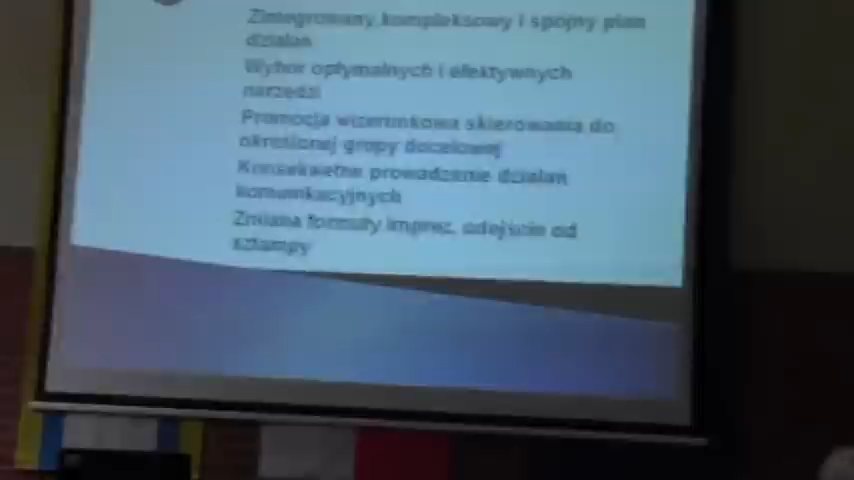 Zintegrowany, kompleksowy i spójny plan
działań
Wybór optymalnych i efektywnych
narzędzi
Promocja wizerunkowa skierowana do
określonej grupy docelowej
Konsekwetne prowadzenie działań
komunikacyjnych
Zmiana formuły imprez, odejście od
sztampy